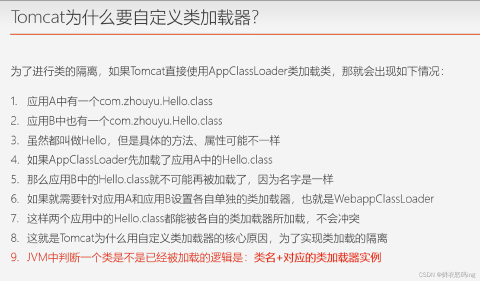 Tomcat为什么要自定义类加载器？
为了进行类的隔离，如果Tomcat直接使用AppClassLoader类加载类，那就会出现如下情况：
1. 应用A中有一个com.zhouyu.Hello.class
2. 应用B中也有一个com.zhouyu.Hello.class
3. 虽然都叫做Hello，但是具体的方法、属性可能不一样
4. 如果AppClassLoader先加载了应用A中的Hello.class
5. 那么应用B中的Hello.class就不可能再被加载了，因为名字是一样
6. 如果就需要针对应用A和应用B设置各自单独的类加载器，也就是WebappClassLoader
7. 这样两个应用中的Hello.class都能被各自的类加载器所加载，不会冲突
8. 这就是Tomcat为什么用自定义类加载器的核心原因，为了实现类加载的隔离
9. JVM中判断一个类是不是已经被加载的逻辑是：类名+对应的类加载器实例